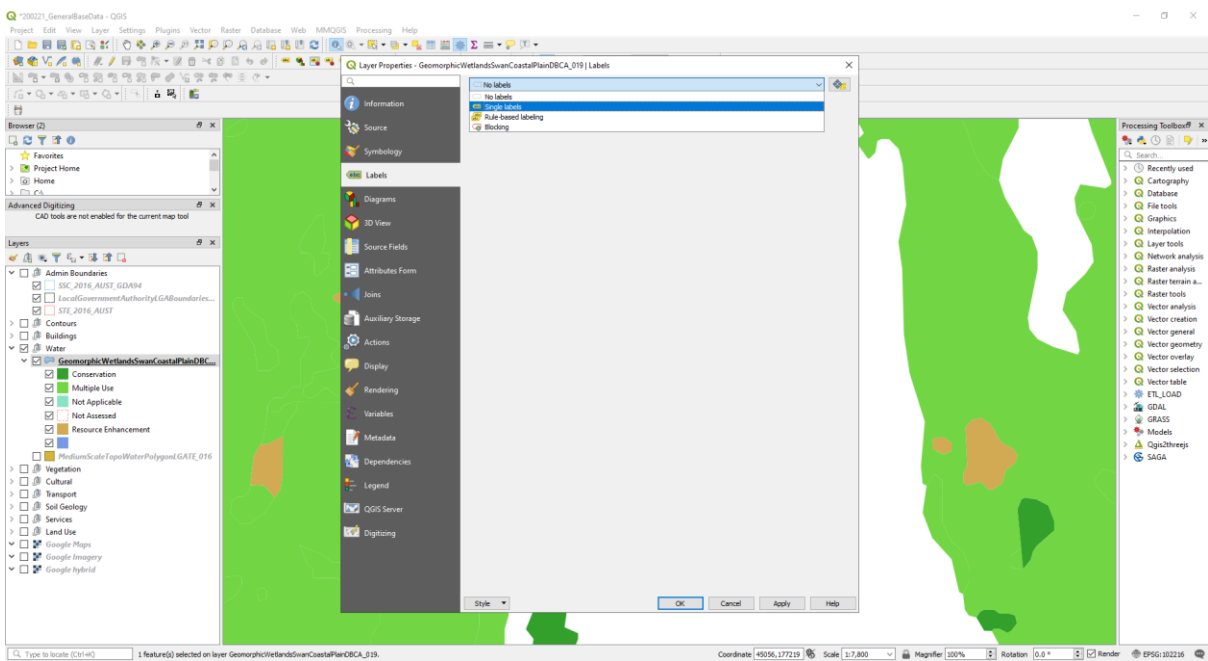 *200221_GeneralBaseData - QGIS
Project Edit View Layer Settings Plugins Vector Raster Database Web MMQGIS Processing Help
Browser (2)
Favorites
Project Home
Home
C:\
Advanced Digitizing
CAD tools are not enabled for the current map tool
Layers
Admin Boundaries
SSC_2016_AUST_GDA94
LocalGovernmentAuthorityLGABoundaries...
STE_2016_AUST
Contours
Buildings
Water
GeomorphicWetlandsSwanCoastalPlainDBC...
Conservation
Multiple Use
Not Applicable
Not Assessed
Resource Enhancement
MediumScaleTopoWaterPolygonLGATE_016
Vegetation
Cultural
Transport
Soil Geology
Services
Land Use
Google Maps
Google Imagery
Google hybrid
Layer Properties - GeomorphicWetlandsSwanCoastalPlainDBCA_019 | Labels
Information
Source
Symbology
abc Labels
Diagrams
3D View
Source Fields
Attributes Form
Joins
Auxiliary Storage
Actions
Display
Rendering
Variables
Metadata
Dependencies
Legend
QGIS Server
Digitizing
No labels
No labels
Single labels
Rule-based labeling
Blocking
Style
OK Cancel Apply Help
Processing Toolbox
Search...
Recently used
Cartography
Database
File tools
Graphics
Interpolation
Layer tools
Network analysis
Raster analysis
Raster terrain a...
Raster tools
Vector analysis
Vector creation
Vector general
Vector geometry
Vector overlay
Vector selection
Vector table
ETL_LOAD
GDAL
GRASS
Models
Qgis2threejs
SAGA
Type to locate (Ctrl+K) 1 feature(s) selected on layer GeomorphicWetlandsSwanCoastalPlainDBCA_019. Coordinate 45056,177219 Scale 1:7,800 Magnifier 100% Rotation 0.0 ° Render EPSG:102216